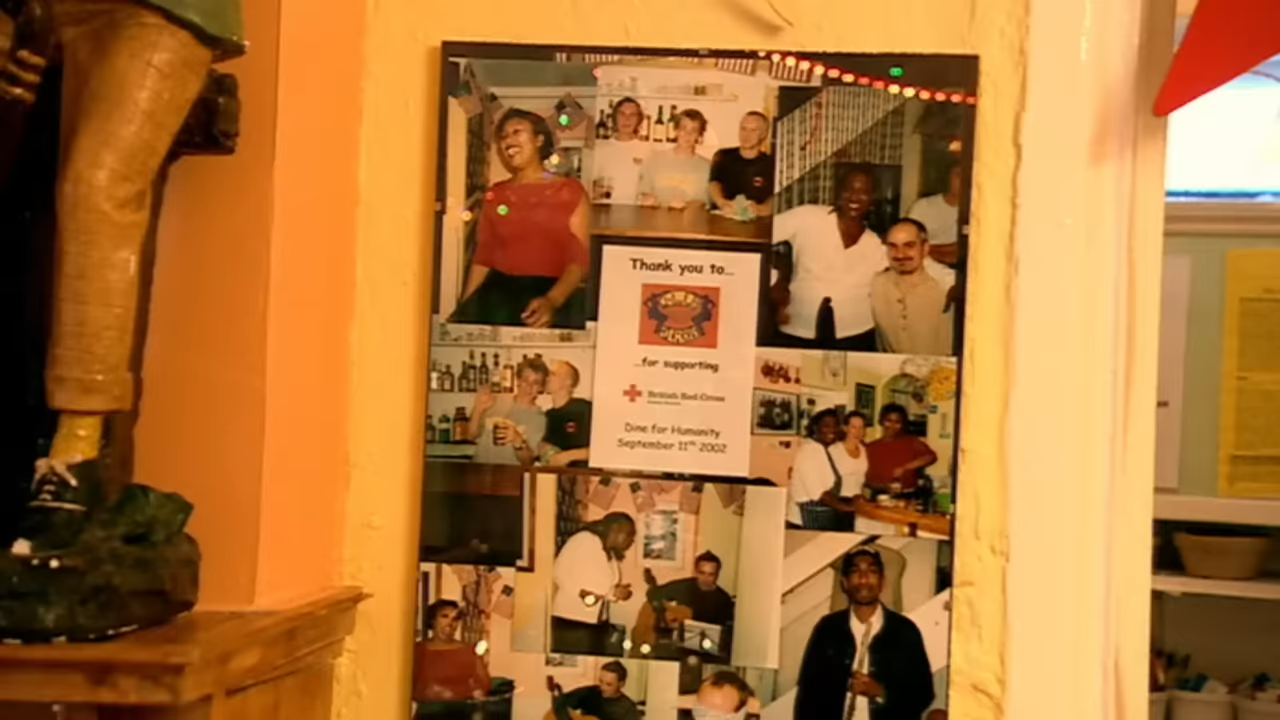 Thank you to...
...for supporting
British Red Cross
Dine for Humanity
September 11th 2002